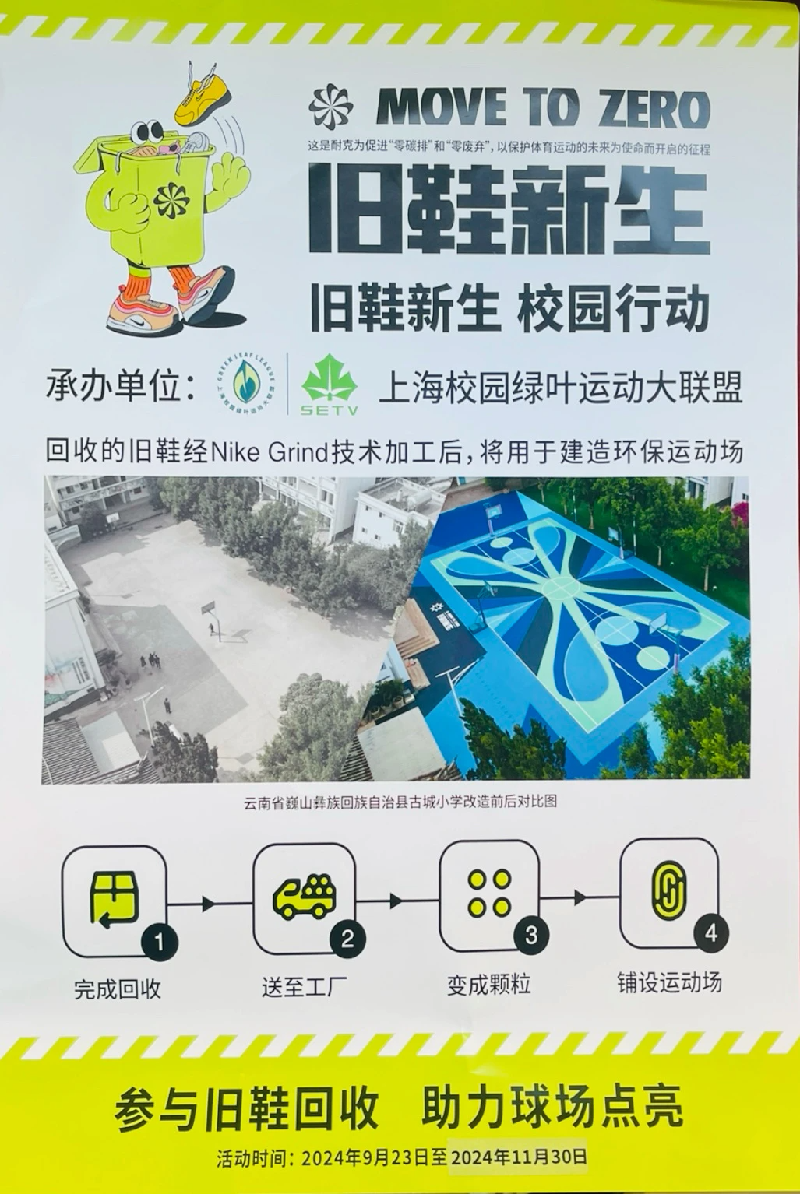 MOVE TO ZERO
这是耐克为促进“零碳排”和“零废弃”，以保护体育运动的未来为使命而开启的征程
旧鞋新生
旧鞋新生 校园行动
承办单位： SETV 上海校园绿叶运动大联盟
回收的旧鞋经Nike Grind技术加工后，将用于建造环保运动场
云南省巍山彝族回族自治县古城小学改造前后对比图
1 2 3 4
完成回收 送至工厂 变成颗粒 铺设运动场
参与旧鞋回收 助力球场点亮
活动时间：2024年9月23日至2024年11月30日